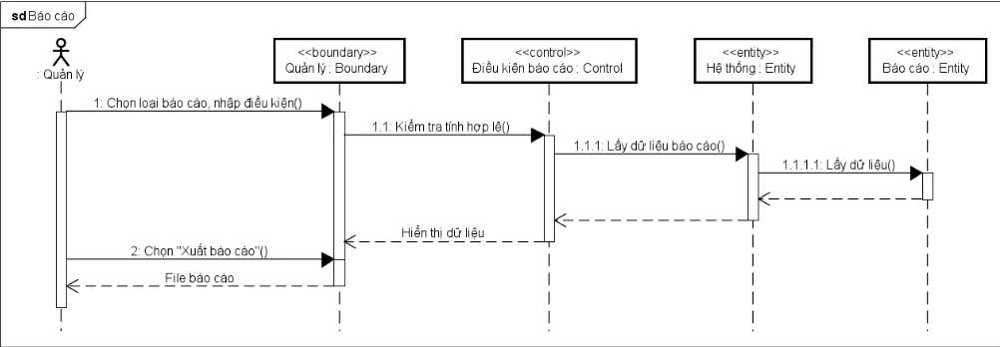 sd Báo cáo
: Quản lý
<<boundary>>
Quản lý : Boundary
<<control>>
Điều kiện báo cáo : Control
<<entity>>
Hệ thống : Entity
<<entity>>
Báo cáo : Entity
1: Chọn loại báo cáo, nhập điều kiện()
1.1: Kiểm tra tính hợp lệ()
1.1.1: Lấy dữ liệu báo cáo()
1.1.1.1: Lấy dữ liệu()
Hiển thị dữ liệu
2: Chọn "Xuất báo cáo"()
File báo cáo